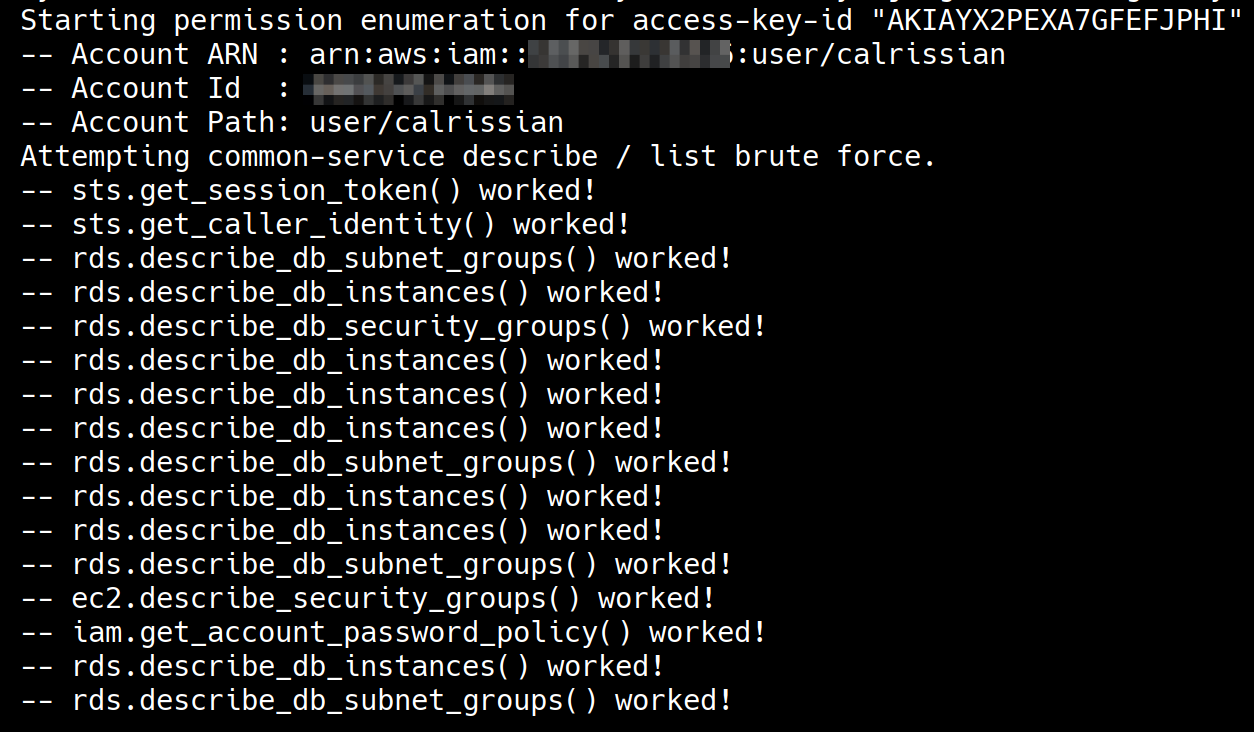 Starting permission enumeration for access-key-id "AKIAYX2PEXA7GFEFJPHI"
-- Account ARN : arn:aws:iam:::user/calrissian
-- Account Id  :
-- Account Path: user/calrissian
Attempting common-service describe / list brute force.
-- sts.get_session_token() worked!
-- sts.get_caller_identity() worked!
-- rds.describe_db_subnet_groups() worked!
-- rds.describe_db_instances() worked!
-- rds.describe_db_security_groups() worked!
-- rds.describe_db_instances() worked!
-- rds.describe_db_instances() worked!
-- rds.describe_db_instances() worked!
-- rds.describe_db_subnet_groups() worked!
-- rds.describe_db_instances() worked!
-- rds.describe_db_instances() worked!
-- rds.describe_db_subnet_groups() worked!
-- ec2.describe_security_groups() worked!
-- iam.get_account_password_policy() worked!
-- rds.describe_db_instances() worked!
-- rds.describe_db_subnet_groups() worked!